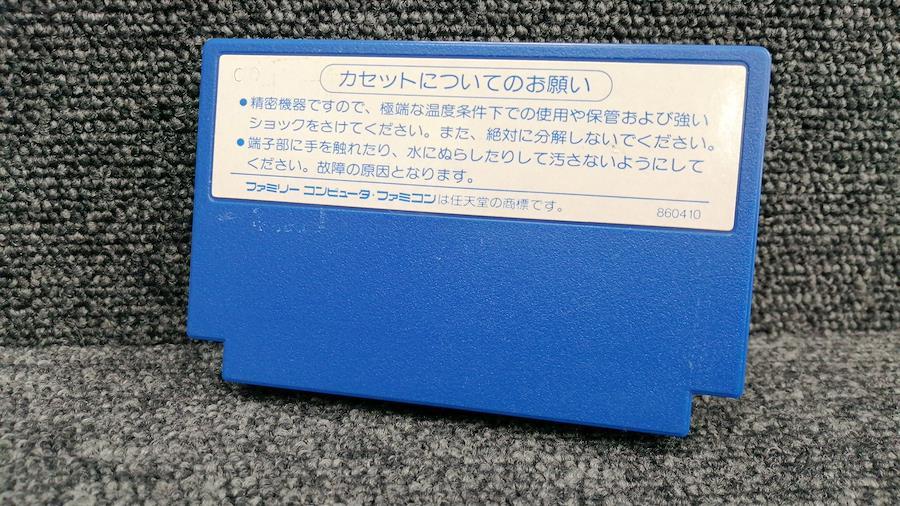 カセットについてのお願い
●精密機器ですので、極端な温度条件下での使用や保管および強い
ショックをさけてください。また、絶対に分解しないでください。
●端子部に手を触れたり、水にぬらしたりして汚さないようにして
ください。故障の原因となります。
ファミリー コンピュータ・ファミコンは任天堂の商標です。
860410